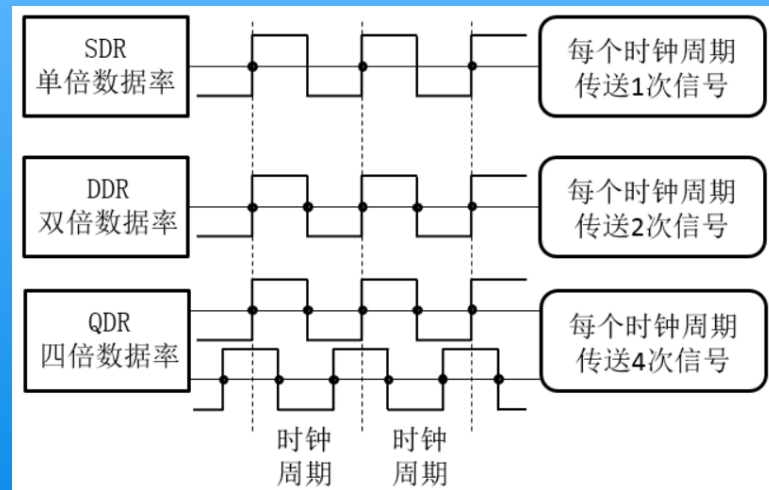 SDR
单倍数据率
每个时钟周期
传送1次信号
DDR
双倍数据率
每个时钟周期
传送2次信号
QDR
四倍数据率
每个时钟周期
传送4次信号
时钟
周期
时钟
周期